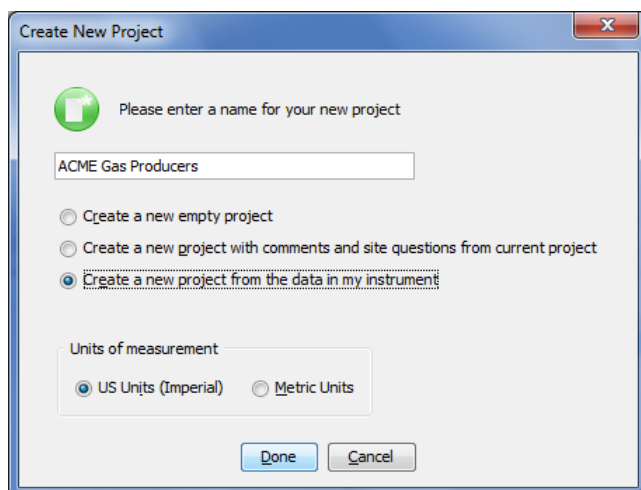 Create New Project
Please enter a name for your new project
ACME Gas Producers
Create a new empty project
Create a new project with comments and site questions from current project
Create a new project from the data in my instrument
Units of measurement
US Units (Imperial) Metric Units
Done Cancel